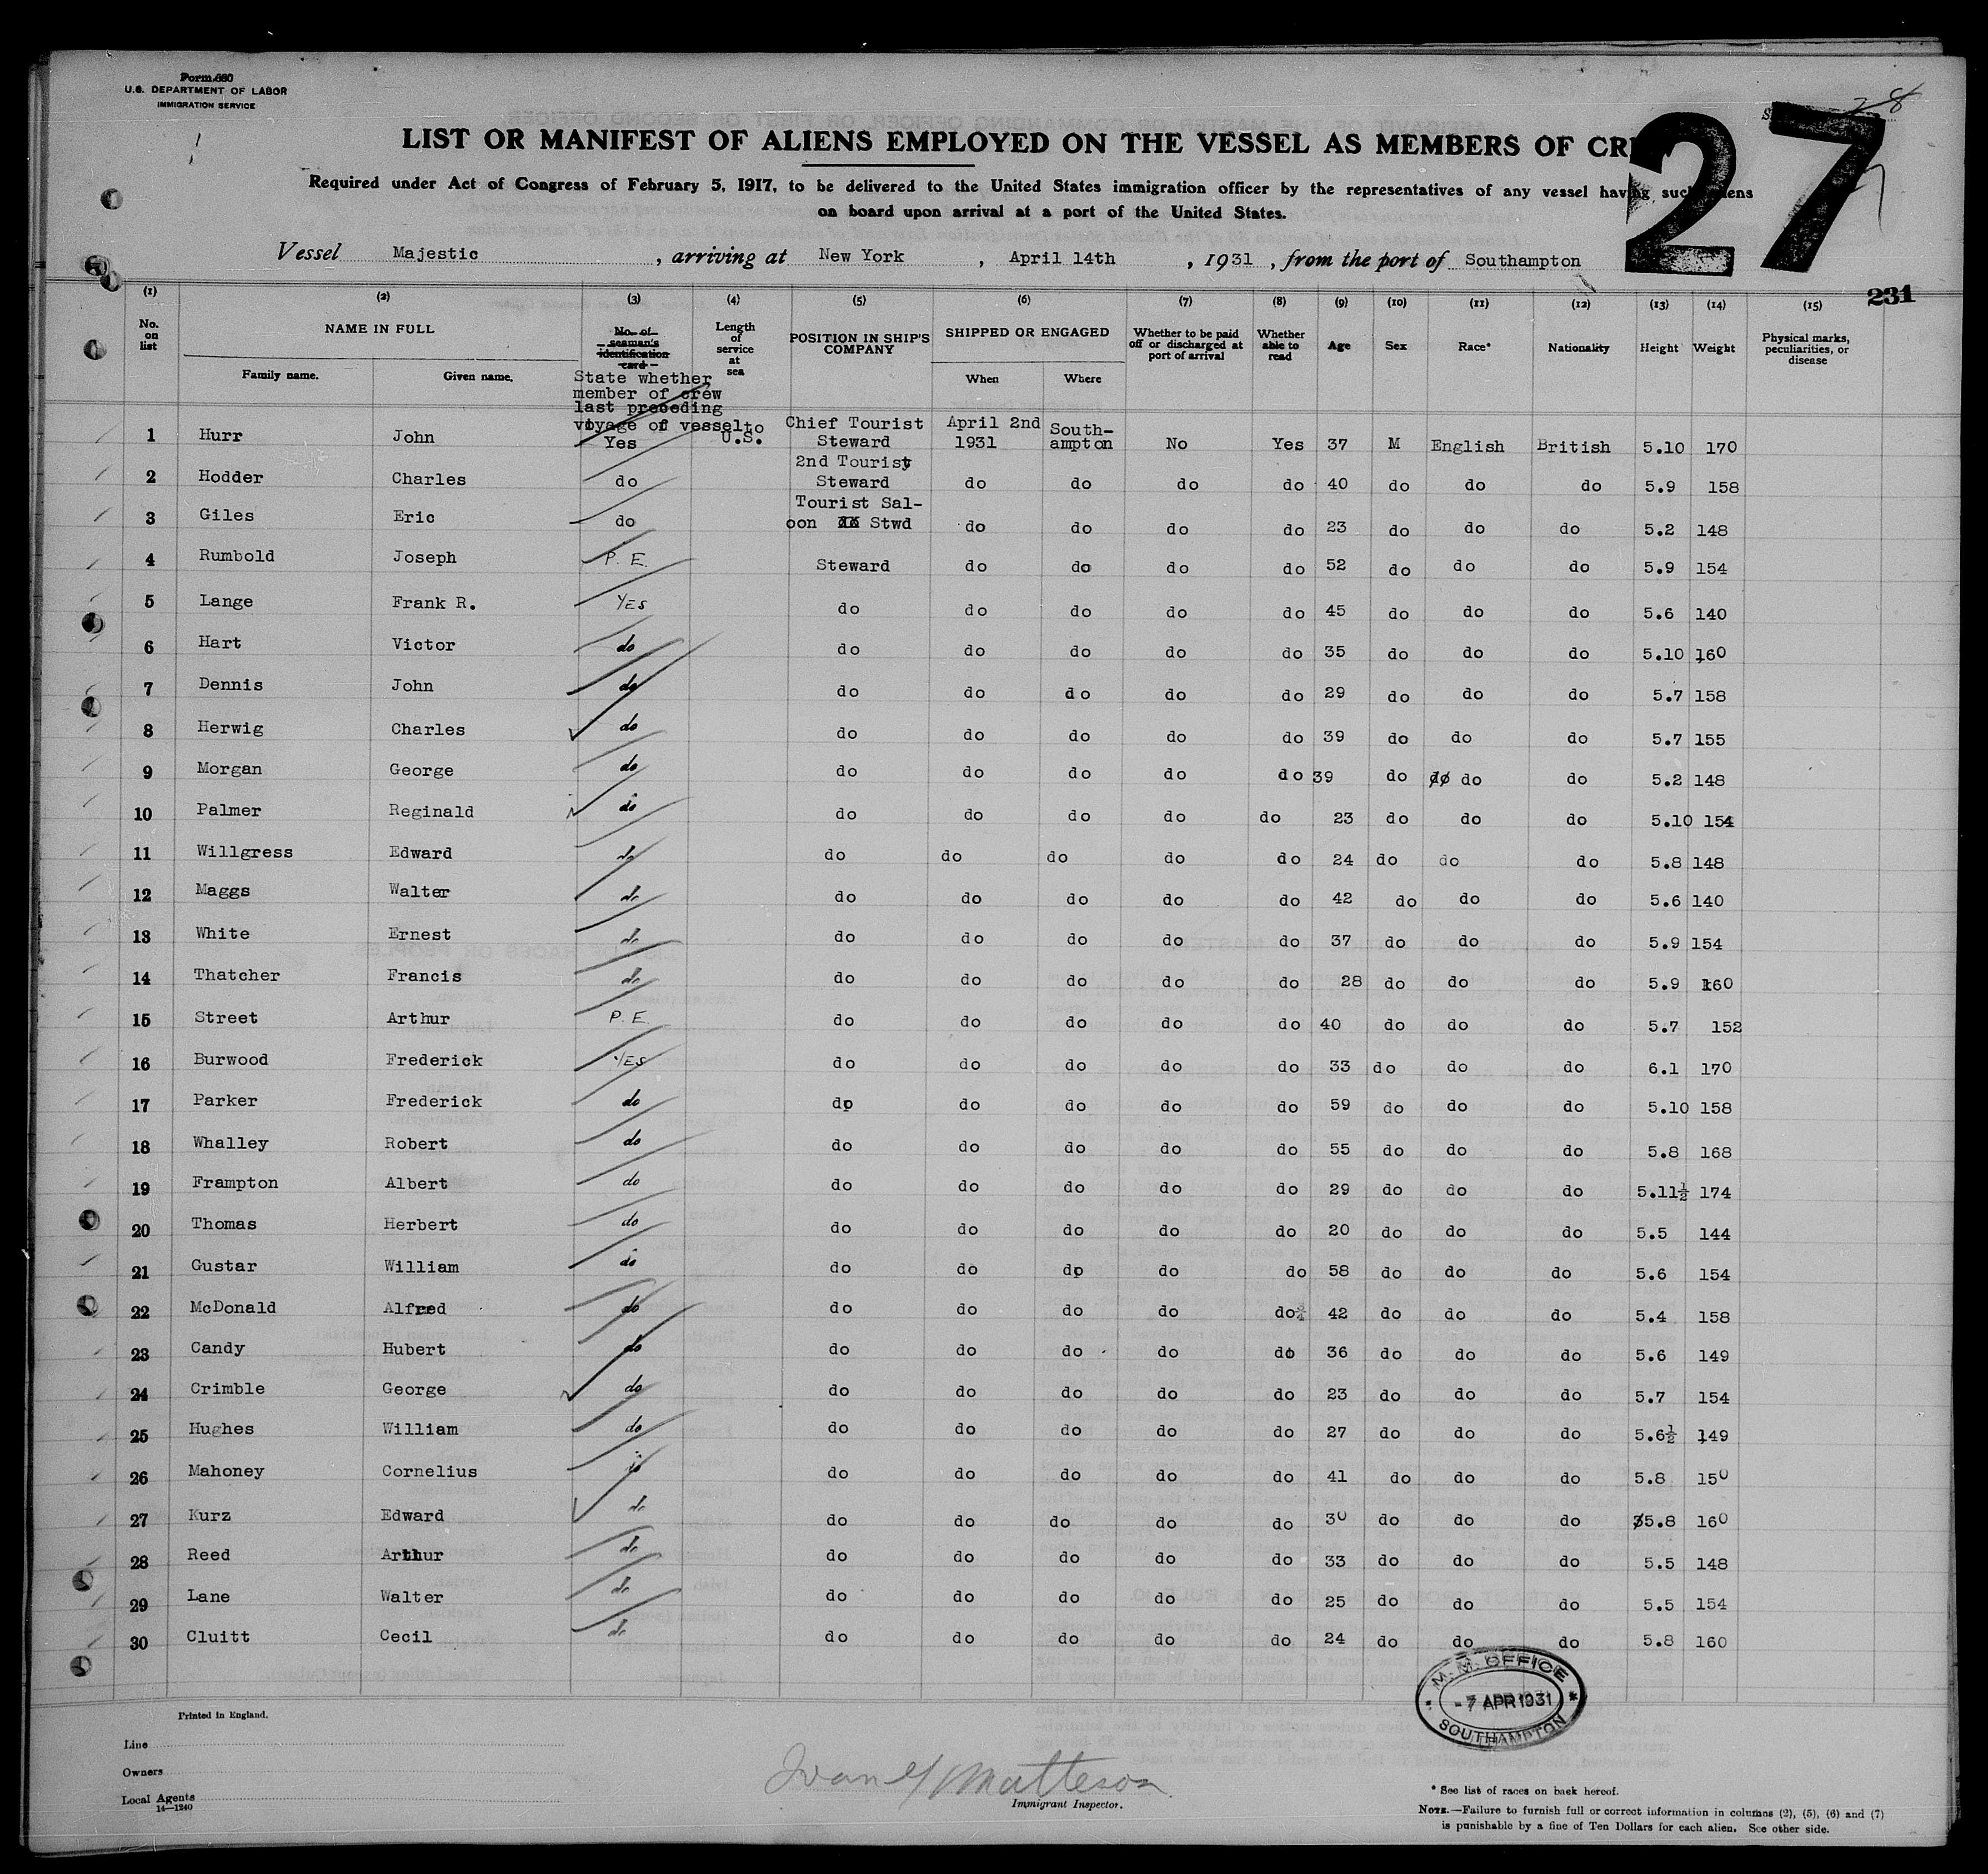 Form 680
U.S. DEPARTMENT OF LABOR
IMMIGRATION SERVICE
28
27
LIST OR MANIFEST OF ALIENS EMPLOYED ON THE VESSEL AS MEMBERS OF CR
Required under Act of Congress of February 5, 1917, to be delivered to the United States immigration officer by the representatives of any vessel having such aliens
on board upon arrival at a port of the United States.
Vessel Majestic, arriving at New York, April 14th, 1931, from the port of Southampton
231
(1) (2) (3) (4) (5) (6) (7) (8) (9) (10) (11) (12) (13) (14) (15)
No. on list NAME IN FULL Family name. Given name. No. of seaman's identification card State whether member of crew last preceding voyage of vessel to U.S. Length of service at sea POSITION IN SHIP'S COMPANY SHIPPED OR ENGAGED When Where Whether to be paid off or discharged at port of arrival Whether able to read Age Sex Race* Nationality Height Weight Physical marks, peculiarities, or disease
1 Hurr John Yes Chief Tourist Steward April 2nd 1931 South-ampton No Yes 37 M English British 5.10 170
2 Hodder Charles do 2nd Tourist Steward do do do do 40 do do do 5.9 158
3 Giles Eric do Tourist Sal-oon Stwd do do do do 23 do do do 5.2 148
4 Rumbold Joseph P.E. Steward do do do do 52 do do do 5.9 154
5 Lange Frank R. YES do do do do do 45 do do do 5.6 140
6 Hart Victor do do do do do do 35 do do do 5.10 160
7 Dennis John do do do do do do 29 do do do 5.7 158
8 Herwig Charles do do do do do do 39 do do do 5.7 155
9 Morgan George do do do do do do 39 do do do 5.2 148
10 Palmer Reginald do do do do do do 23 do do do 5.10 154
11 Willgress Edward do do do do do do 24 do do do 5.8 148
12 Maggs Walter do do do do do do 42 do do do 5.6 140
13 White Ernest do do do do do do 37 do do do 5.9 154
14 Thatcher Francis do do do do do do 28 do do do 5.9 160
15 Street Arthur P.E. do do do do do 40 do do do 5.7 152
16 Burwood Frederick YES do do do do do 33 do do do 6.1 170
17 Parker Frederick do do do do do do 59 do do do 5.10 158
18 Whalley Robert do do do do do do 55 do do do 5.8 168
19 Frampton Albert do do do do do do 29 do do do 5.11½ 174
20 Thomas Herbert do do do do do do 20 do do do 5.5 144
21 Gustar William do do do do do do 58 do do do 5.6 154
22 McDonald Alfred do do do do do do 42 do do do 5.4 158
23 Candy Hubert do do do do do do 36 do do do 5.6 149
24 Crimble George do do do do do do 23 do do do 5.7 154
25 Hughes William do do do do do do 27 do do do 5.6½ 149
26 Mahoney Cornelius do do do do do do 41 do do do 5.8 150
27 Kurz Edward do do do do do do 30 do do do 5.8 160
28 Reed Arthur do do do do do do 33 do do do 5.5 148
29 Lane Walter do do do do do do 25 do do do 5.5 154
30 Cluitt Cecil do do do do do do 24 do do do 5.8 160
M.M. OFFICE
-7 APR 1931
SOUTHAMPTON
Printed in England.
Line
Owners
Local Agents
14—1240
Matteson
Immigrant Inspector.
* See list of races on back hereof.
NOTE.—Failure to furnish full or correct information in columns (2), (5), (6) and (7)
is punishable by a fine of Ten Dollars for each alien. See other side.